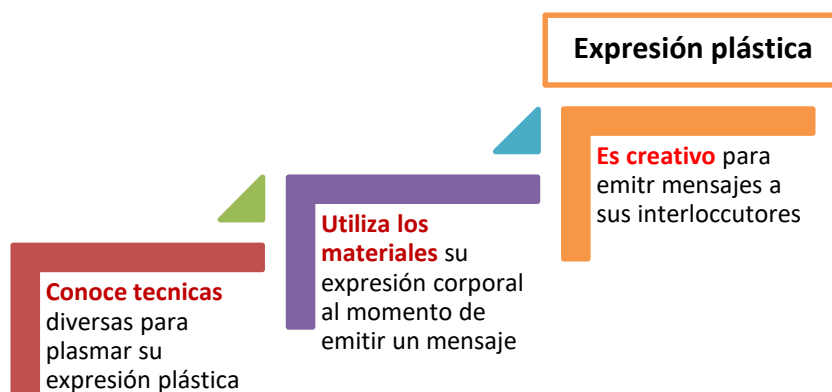 Expresión plástica
Es creativo para
emitr mensajes a
sus interloccutores
Utiliza los
materiales su
expresión corporal
al momento de
emitir un mensaje
Conoce tecnicas
diversas para
plasmar su
expresión plástica